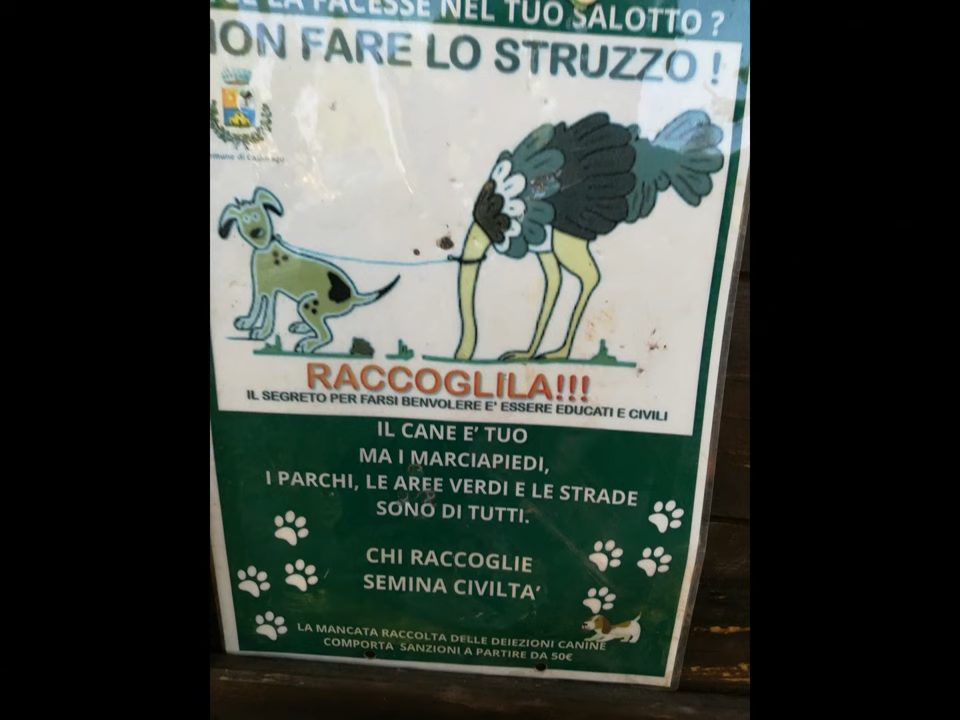 LA FACESSE NEL TUO SALOTTO ?
NON FARE LO STRUZZO !
RACCOGLILA!!!
IL SEGRETO PER FARSI BENVOLERE E' ESSERE EDUCATI E CIVILI
IL CANE E' TUO
MA I MARCIAPIEDI,
I PARCHI, LE AREE VERDI E LE STRADE
SONO DI TUTTI.
CHI RACCOGLIE
SEMINA CIVILTA'
LA MANCATA RACCOLTA DELLE DEIEZIONI CANINE
COMPORTA SANZIONI A PARTIRE DA 50€